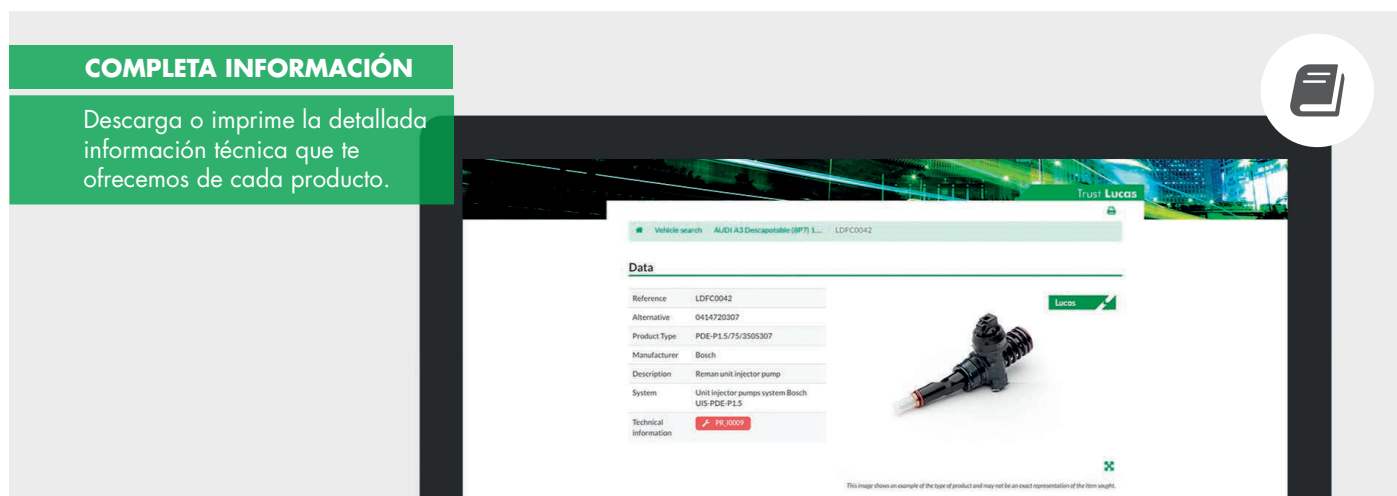 COMPLETA INFORMACIÓN
Descarga o imprime la detallada
información técnica que te
ofrecemos de cada producto.
Trust Lucas
Vehicle search AUDI A3 Descapotable (8P7) 1.... LDFC0042
Data
Reference LDFC0042
Alternative 0414720307
Product Type PDE-P1.5/75/350S307
Manufacturer Bosch
Description Reman unit injector pump
System Unit injector pumps system Bosch
UIS-PDE-P1.5
Technical
information
PR_I0009
Lucas
This image shows an example of the type of product and may not be an exact representation of the item sought.